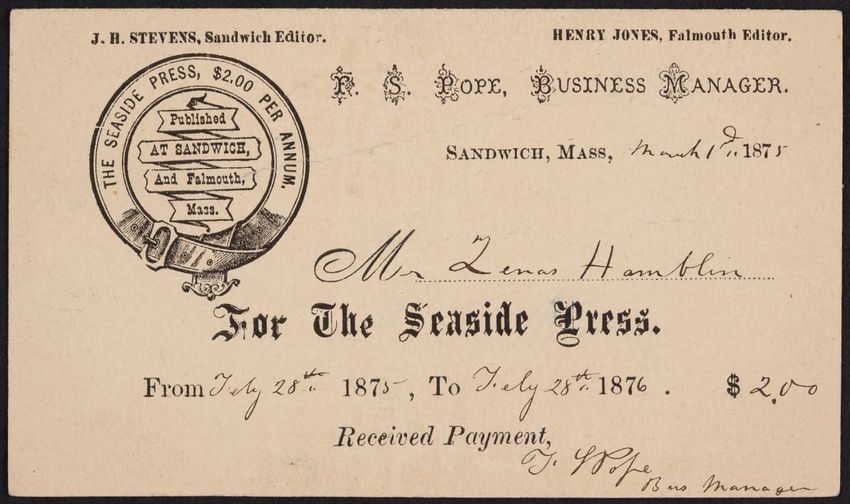 J. H. STEVENS, Sandwich Editor.
HENRY JONES, Falmouth Editor.
F. S. POPE, BUSINESS MANAGER.
THE SEASIDE PRESS, $2.00 PER ANNUM.
Published
AT SANDWICH,
And Falmouth,
Mass.
SANDWICH, MASS, March 1st, 1875
Mr Zenas Hamblin
For The Seaside Press.
From Feby 28th 1875, To Feby 28th 1876. $2.00
Received Payment,
F. S Pope
Bus Manager